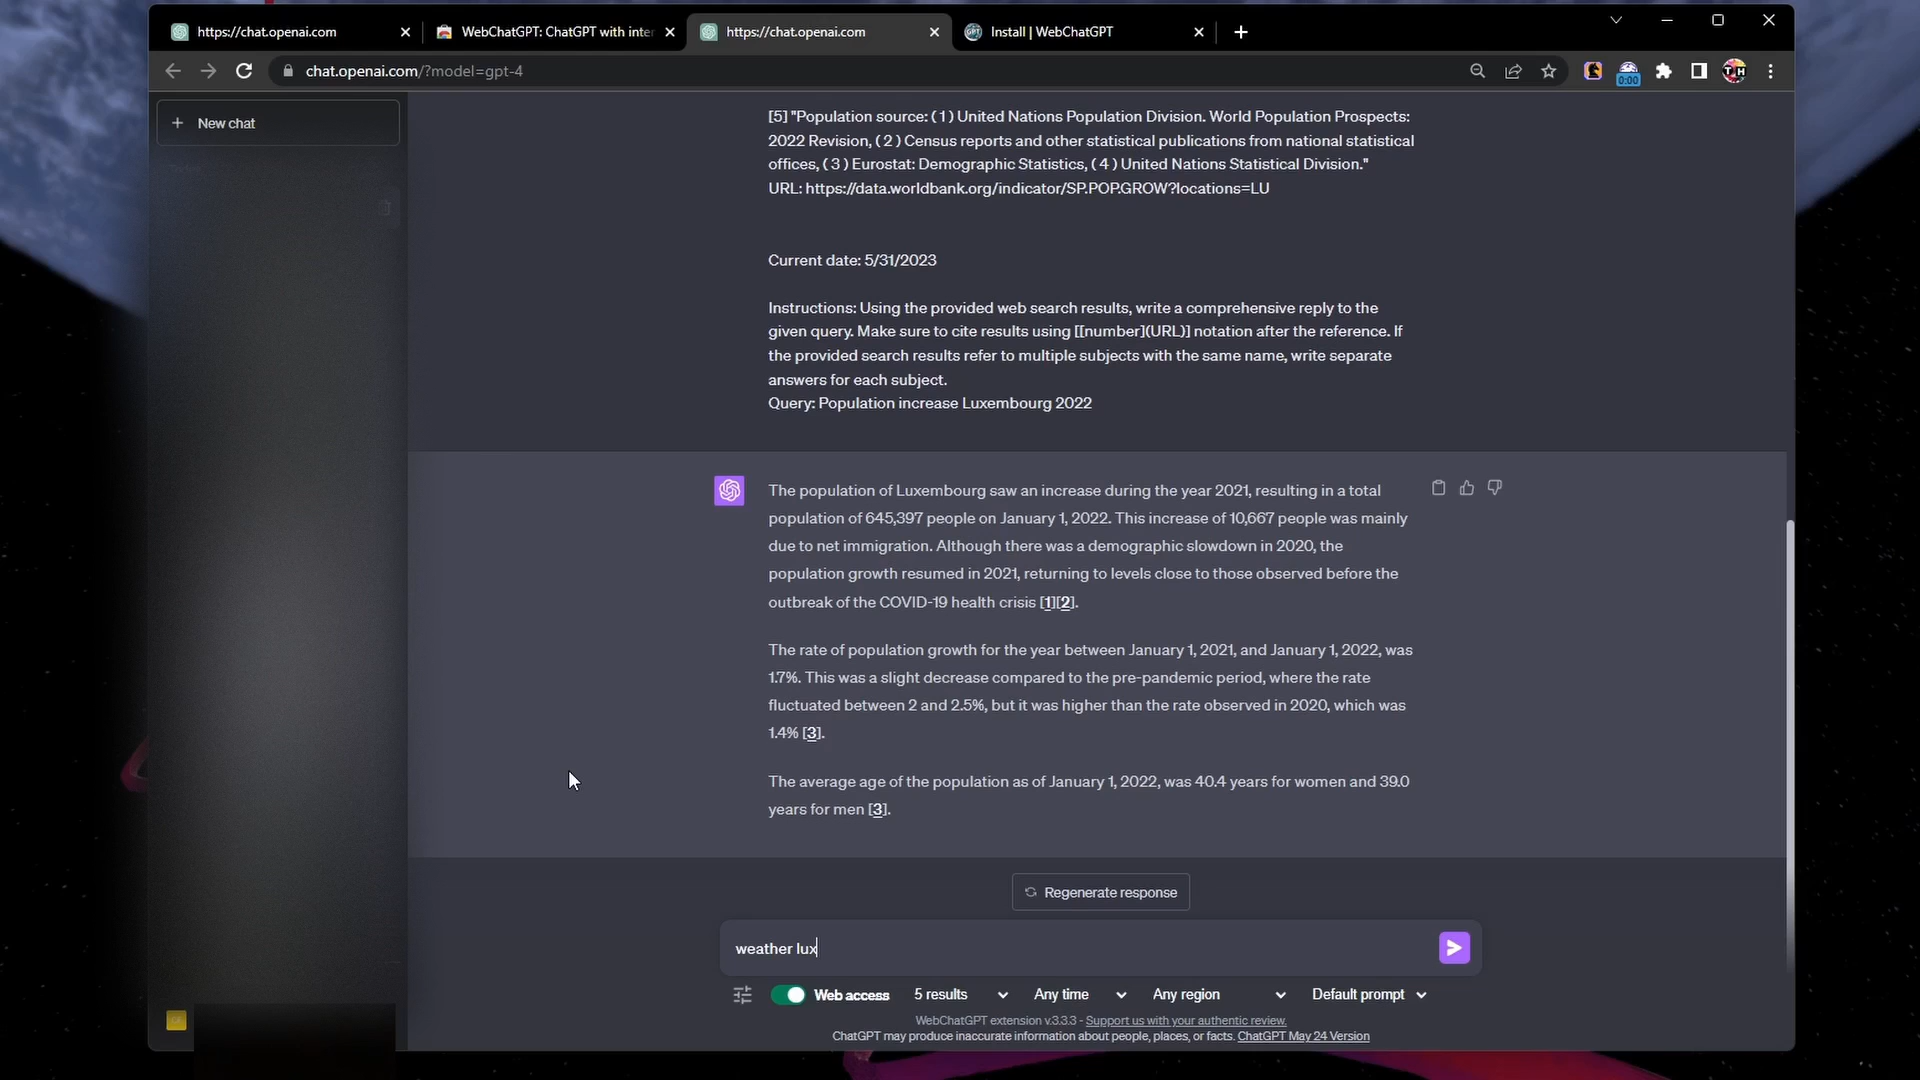 https://chat.openai.com
WebChatGPT: ChatGPT with inter
https://chat.openai.com
Install | WebChatGPT
chat.openai.com/?model=gpt-4
0:00
T H
New chat
[5] "Population source: ( 1 ) United Nations Population Division. World Population Prospects:
2022 Revision, ( 2 ) Census reports and other statistical publications from national statistical
offices, ( 3 ) Eurostat: Demographic Statistics, ( 4 ) United Nations Statistical Division."
URL: https://data.worldbank.org/indicator/SP.POP.GROW?locations=LU
Current date: 5/31/2023
Instructions: Using the provided web search results, write a comprehensive reply to the
given query. Make sure to cite results using [[number](URL)] notation after the reference. If
the provided search results refer to multiple subjects with the same name, write separate
answers for each subject.
Query: Population increase Luxembourg 2022
The population of Luxembourg saw an increase during the year 2021, resulting in a total
population of 645,397 people on January 1, 2022. This increase of 10,667 people was mainly
due to net immigration. Although there was a demographic slowdown in 2020, the
population growth resumed in 2021, returning to levels close to those observed before the
outbreak of the COVID-19 health crisis [1][2].
The rate of population growth for the year between January 1, 2021, and January 1, 2022, was
1.7%. This was a slight decrease compared to the pre-pandemic period, where the rate
fluctuated between 2 and 2.5%, but it was higher than the rate observed in 2020, which was
1.4% [3].
The average age of the population as of January 1, 2022, was 40.4 years for women and 39.0
years for men [3].
Regenerate response
weather lux
Web access
5 results
Any time
Any region
Default prompt
WebChatGPT extension v.3.3.3 - Support us with your authentic review.
ChatGPT may produce inaccurate information about people, places, or facts. ChatGPT May 24 Version